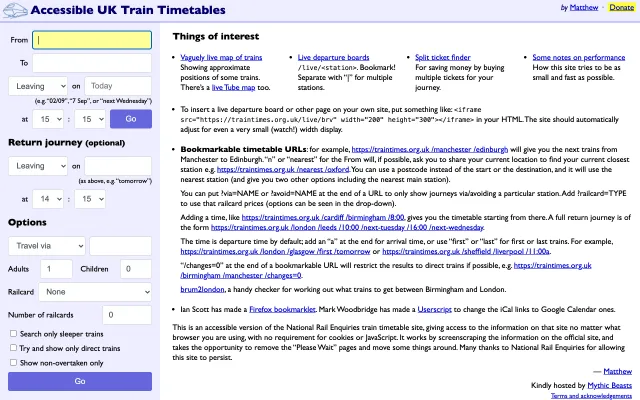 Accessible UK Train Timetables
by Matthew · Donate
From
To
Leaving on Today
(e.g. "02/09", "7 Sep", or "next Wednesday")
at 15 : 15 Go
Return journey (optional)
Leaving on
(as above, e.g. "tomorrow")
at 14 : 15
Options
Travel via
Adults 1 Children 0
Railcard None
Number of railcards 0
Search only sleeper trains
Try and show only direct trains
Show non-overtaken only
Go
Things of interest
• Vaguely live map of trains
Showing approximate
positions of some trains.
There's a live Tube map too.
• Live departure boards
/live/<station>. Bookmark!
Separate with "|" for multiple
stations.
• Split ticket finder
For saving money by
buying multiple tickets for your
journey.
• Some notes on performance
How this site tries to be as
small and fast as possible.
• To insert a live departure board or other page on your own site, put something like: <iframe
src="https://traintimes.org.uk/live/brv" width="200" height="300"></iframe> in your HTML. The site should automatically
adjust for even a very small (watch!) width display.
• Bookmarkable timetable URLs: for example, https://traintimes.org.uk /manchester /edinburgh will give you the next trains from
Manchester to Edinburgh. "n" or "nearest" for the From will, if possible, ask you to share your current location to find your current closest
station e.g. https://traintimes.org.uk /nearest /oxford. You can use a postcode instead of the start or the destination, and it will use the
nearest station (and give you two other options including the nearest main station).
You can put ?via=NAME or ?avoid=NAME at the end of a URL to only show journeys via/avoiding a particular station. Add ?railcard=TYPE
to use that railcard prices (options can be seen in the drop-down).
Adding a time, like https://traintimes.org.uk /cardiff /birmingham /8:00, gives you the timetable starting from there. A full return journey is of
the form https://traintimes.org.uk /london /leeds /10:00 /next-tuesday /16:00 /next-wednesday.
The time is departure time by default; add an "a" at the end for arrival time, or use "first" or "last" for first or last trains. For example,
https://traintimes.org.uk /london /glasgow /first /tomorrow or https://traintimes.org.uk /sheffield /liverpool /11:00a.
"/changes=0" at the end of a bookmarkable URL will restrict the results to direct trains if possible, e.g. https://traintimes.org.uk
/birmingham /manchester /changes=0.
brum2london, a handy checker for working out what trains to get between Birmingham and London.
• Ian Scott has made a Firefox bookmarklet. Mark Woodbridge has made a Userscript to change the iCal links to Google Calendar ones.
This is an accessible version of the National Rail Enquiries train timetable site, giving access to the information on that site no matter what
browser you are using, with no requirement for cookies or JavaScript. It works by screenscraping the information on the official site, and
takes the opportunity to remove the "Please Wait" pages and move some things around. Many thanks to National Rail Enquiries for allowing
this site to persist.
— Matthew
Kindly hosted by Mythic Beasts
Terms and acknowledgements